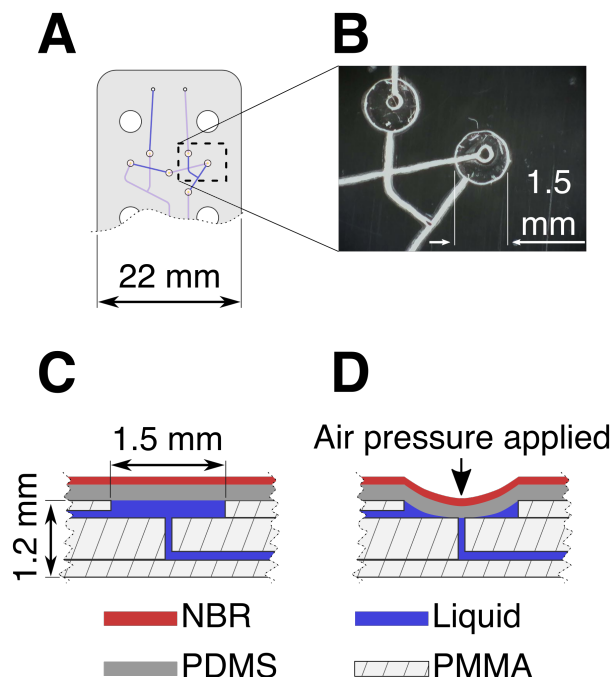 A
B
1.5
mm
22 mm
C
D
1.5 mm
Air pressure applied
1.2 mm
NBR
Liquid
PDMS
PMMA